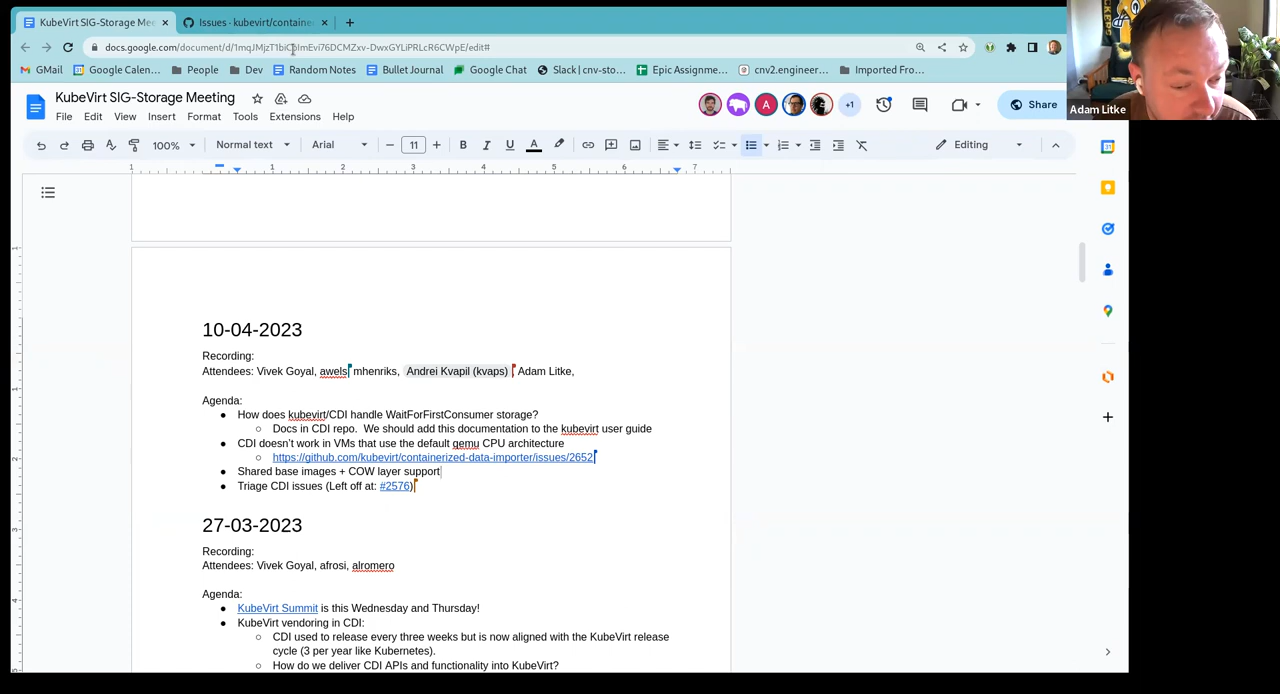 KubeVirt SIG-Storage Meeting
Issues · kubevirt/containe
docs.google.com/document/d/
GMail
Google Calen…
People
Dev
Random Notes
Bullet Journal
Google Chat
Slack | cnv-sto…
Epic Assignme…
cnv2.engineer…
Imported Fro…
Adam Litke
KubeVirt SIG-Storage Meeting
+1
Share
File Edit View Insert Format Tools Extensions Help
100%
Normal text
Arial
11
B I U A
Editing
1 1 2 3 4 5 6 7
10-04-2023
Recording:
Attendees: Vivek Goyal, awels, mhenriks, Andrei Kvapil (kvaps), Adam Litke,
Agenda:
● How does kubevirt/CDI handle WaitForFirstConsumer storage?
○ Docs in CDI repo. We should add this documentation to the kubevirt user guide
● CDI doesn't work in VMs that use the default qemu CPU architecture
○ https://github.com/kubevirt/containerized-data-importer/issues/2652
● Shared base images + COW layer support
● Triage CDI issues (Left off at: #2576)
27-03-2023
Recording:
Attendees: Vivek Goyal, afrosi, alromero
Agenda:
● KubeVirt Summit is this Wednesday and Thursday!
● KubeVirt vendoring in CDI:
○ CDI used to release every three weeks but is now aligned with the KubeVirt release
cycle (3 per year like Kubernetes).
○ How do we deliver CDI APIs and functionality into KubeVirt?